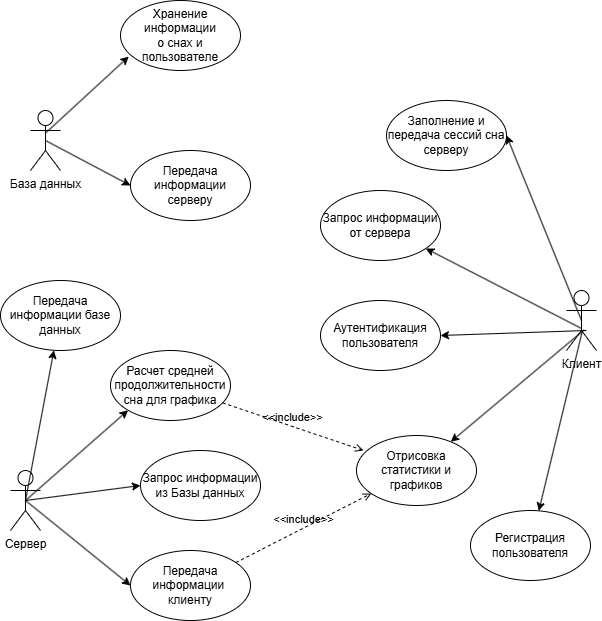 Хранение
информации
о снах и
пользователе
База данных
Передача
информации
серверу
Заполнение и
передача сессий сна
серверу
Запрос информации
от сервера
Аутентификация
пользователя
Клиент
Передача
информации базе
данных
Расчет средней
продолжительности
сна для графика
<<include>>
Отрисовка
статистики и
графиков
Запрос информации
из Базы данных
<<include>>
Сервер
Передача
информации
клиенту
Регистрация
пользователя